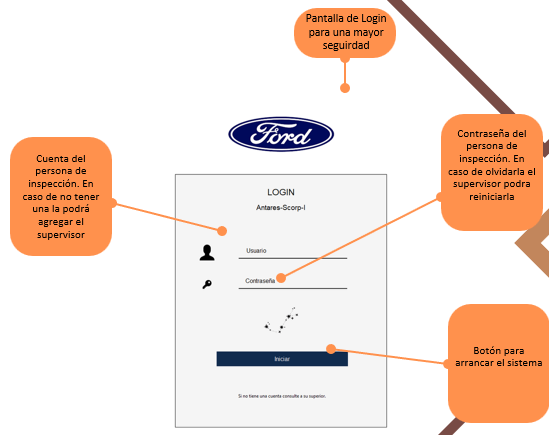 Pantalla de Login
para una mayor
seguirdad
Ford
Cuenta del
persona de
inspección. En
caso de no tener
una la podrá
agregar el
supervisor
Contraseña del
persona de
inspección. En
caso de olvidarla el
supervisor podra
reiniciarla
LOGIN
Antares-Scorp-I
Usuario
Contraseña
Iniciar
Si no tiene una cuenta consulte a su superior.
Botón para
arrancar el sistema